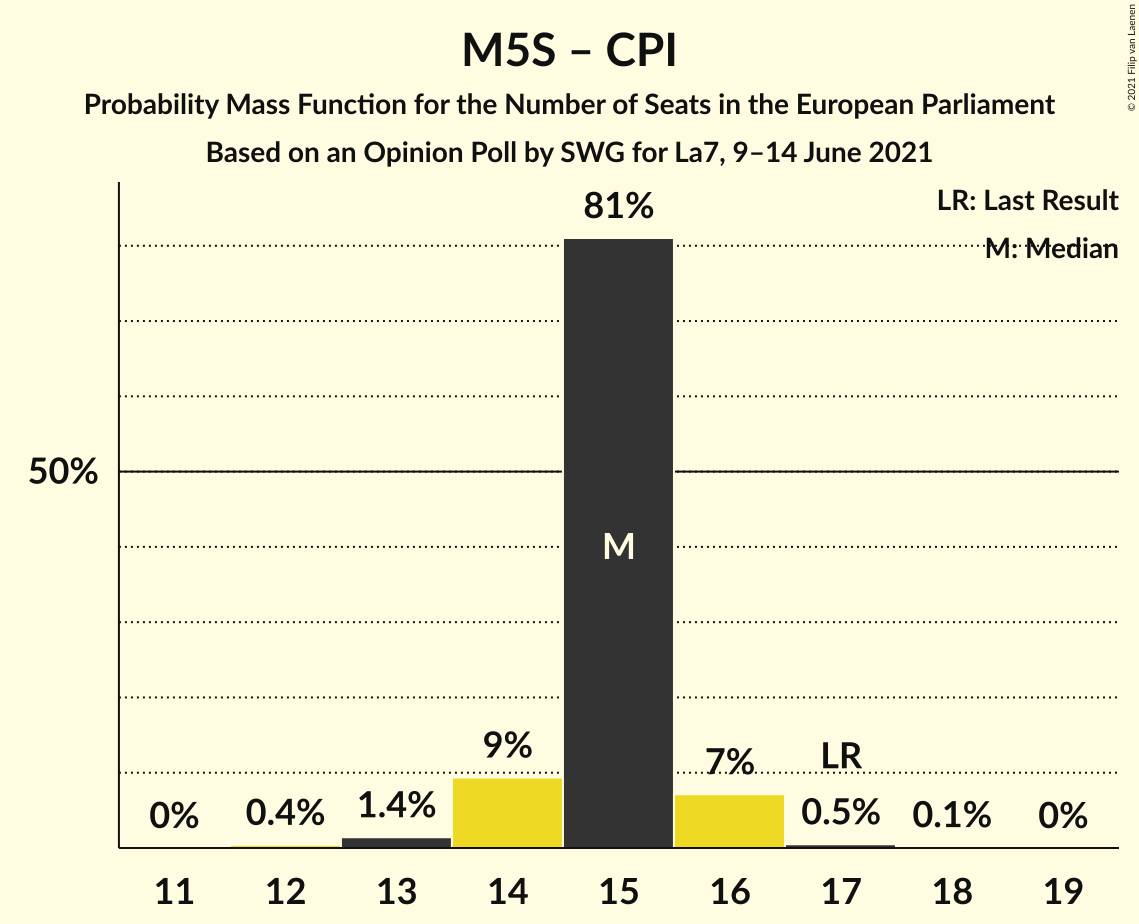 M5S – CPI
Probability Mass Function for the Number of Seats in the European Parliament
Based on an Opinion Poll by SWG for La7, 9–14 June 2021
© 2021 Filip van Laenen
LR: Last Result
M: Median
81%
50%
M
9%
7%
LR
0%
0.4%
1.4%
0.5%
0.1%
0%
11 12 13 14 15 16 17 18 19